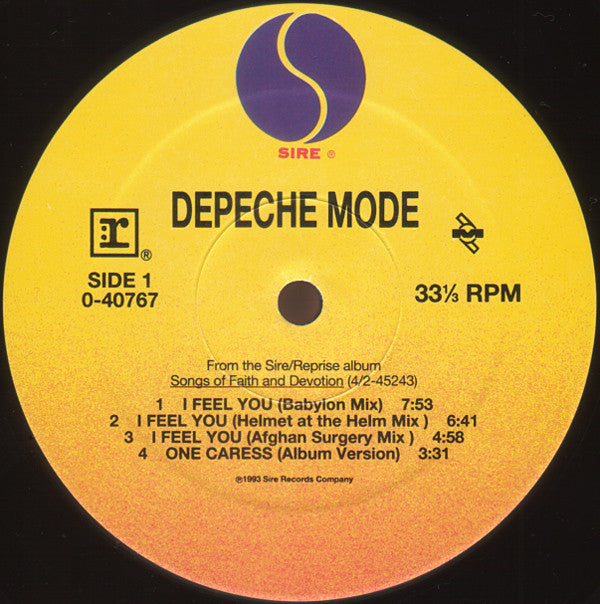 SIRE ®
DEPECHE MODE
:r ®
SIDE 1
0-40767
33⅓ RPM
From the Sire/Reprise album
Songs of Faith and Devotion (4/2-45243)
1 I FEEL YOU (Babylon Mix) 7:53
2 I FEEL YOU (Helmet at the Helm Mix ) 6:41
3 I FEEL YOU (Afghan Surgery Mix ) 4:58
4 ONE CARESS (Album Version) 3:31
℗1993 Sire Records Company